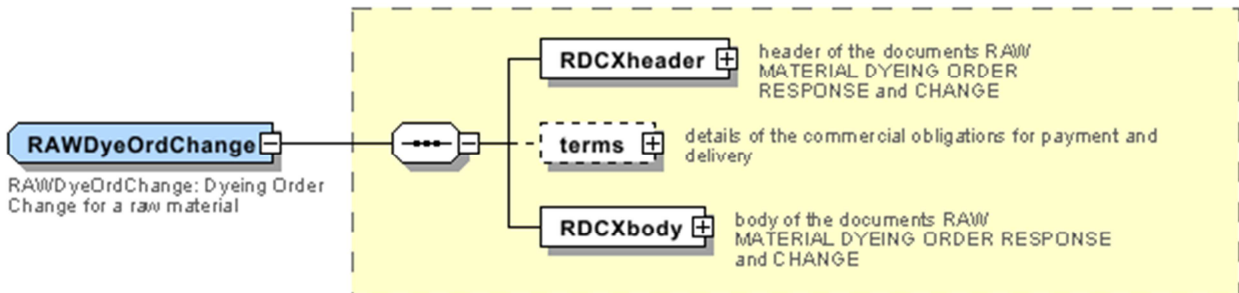 RDCXheader
header of the documents RAW
MATERIAL DYEING ORDER
RESPONSE and CHANGE
RAWDyeOrdChange
RAWDyeOrdChange: Dyeing Order
Change for a raw material
terms
details of the commercial obligations for payment and
delivery
RDCXbody
body of the documents RAW
MATERIAL DYEING ORDER RESPONSE
and CHANGE